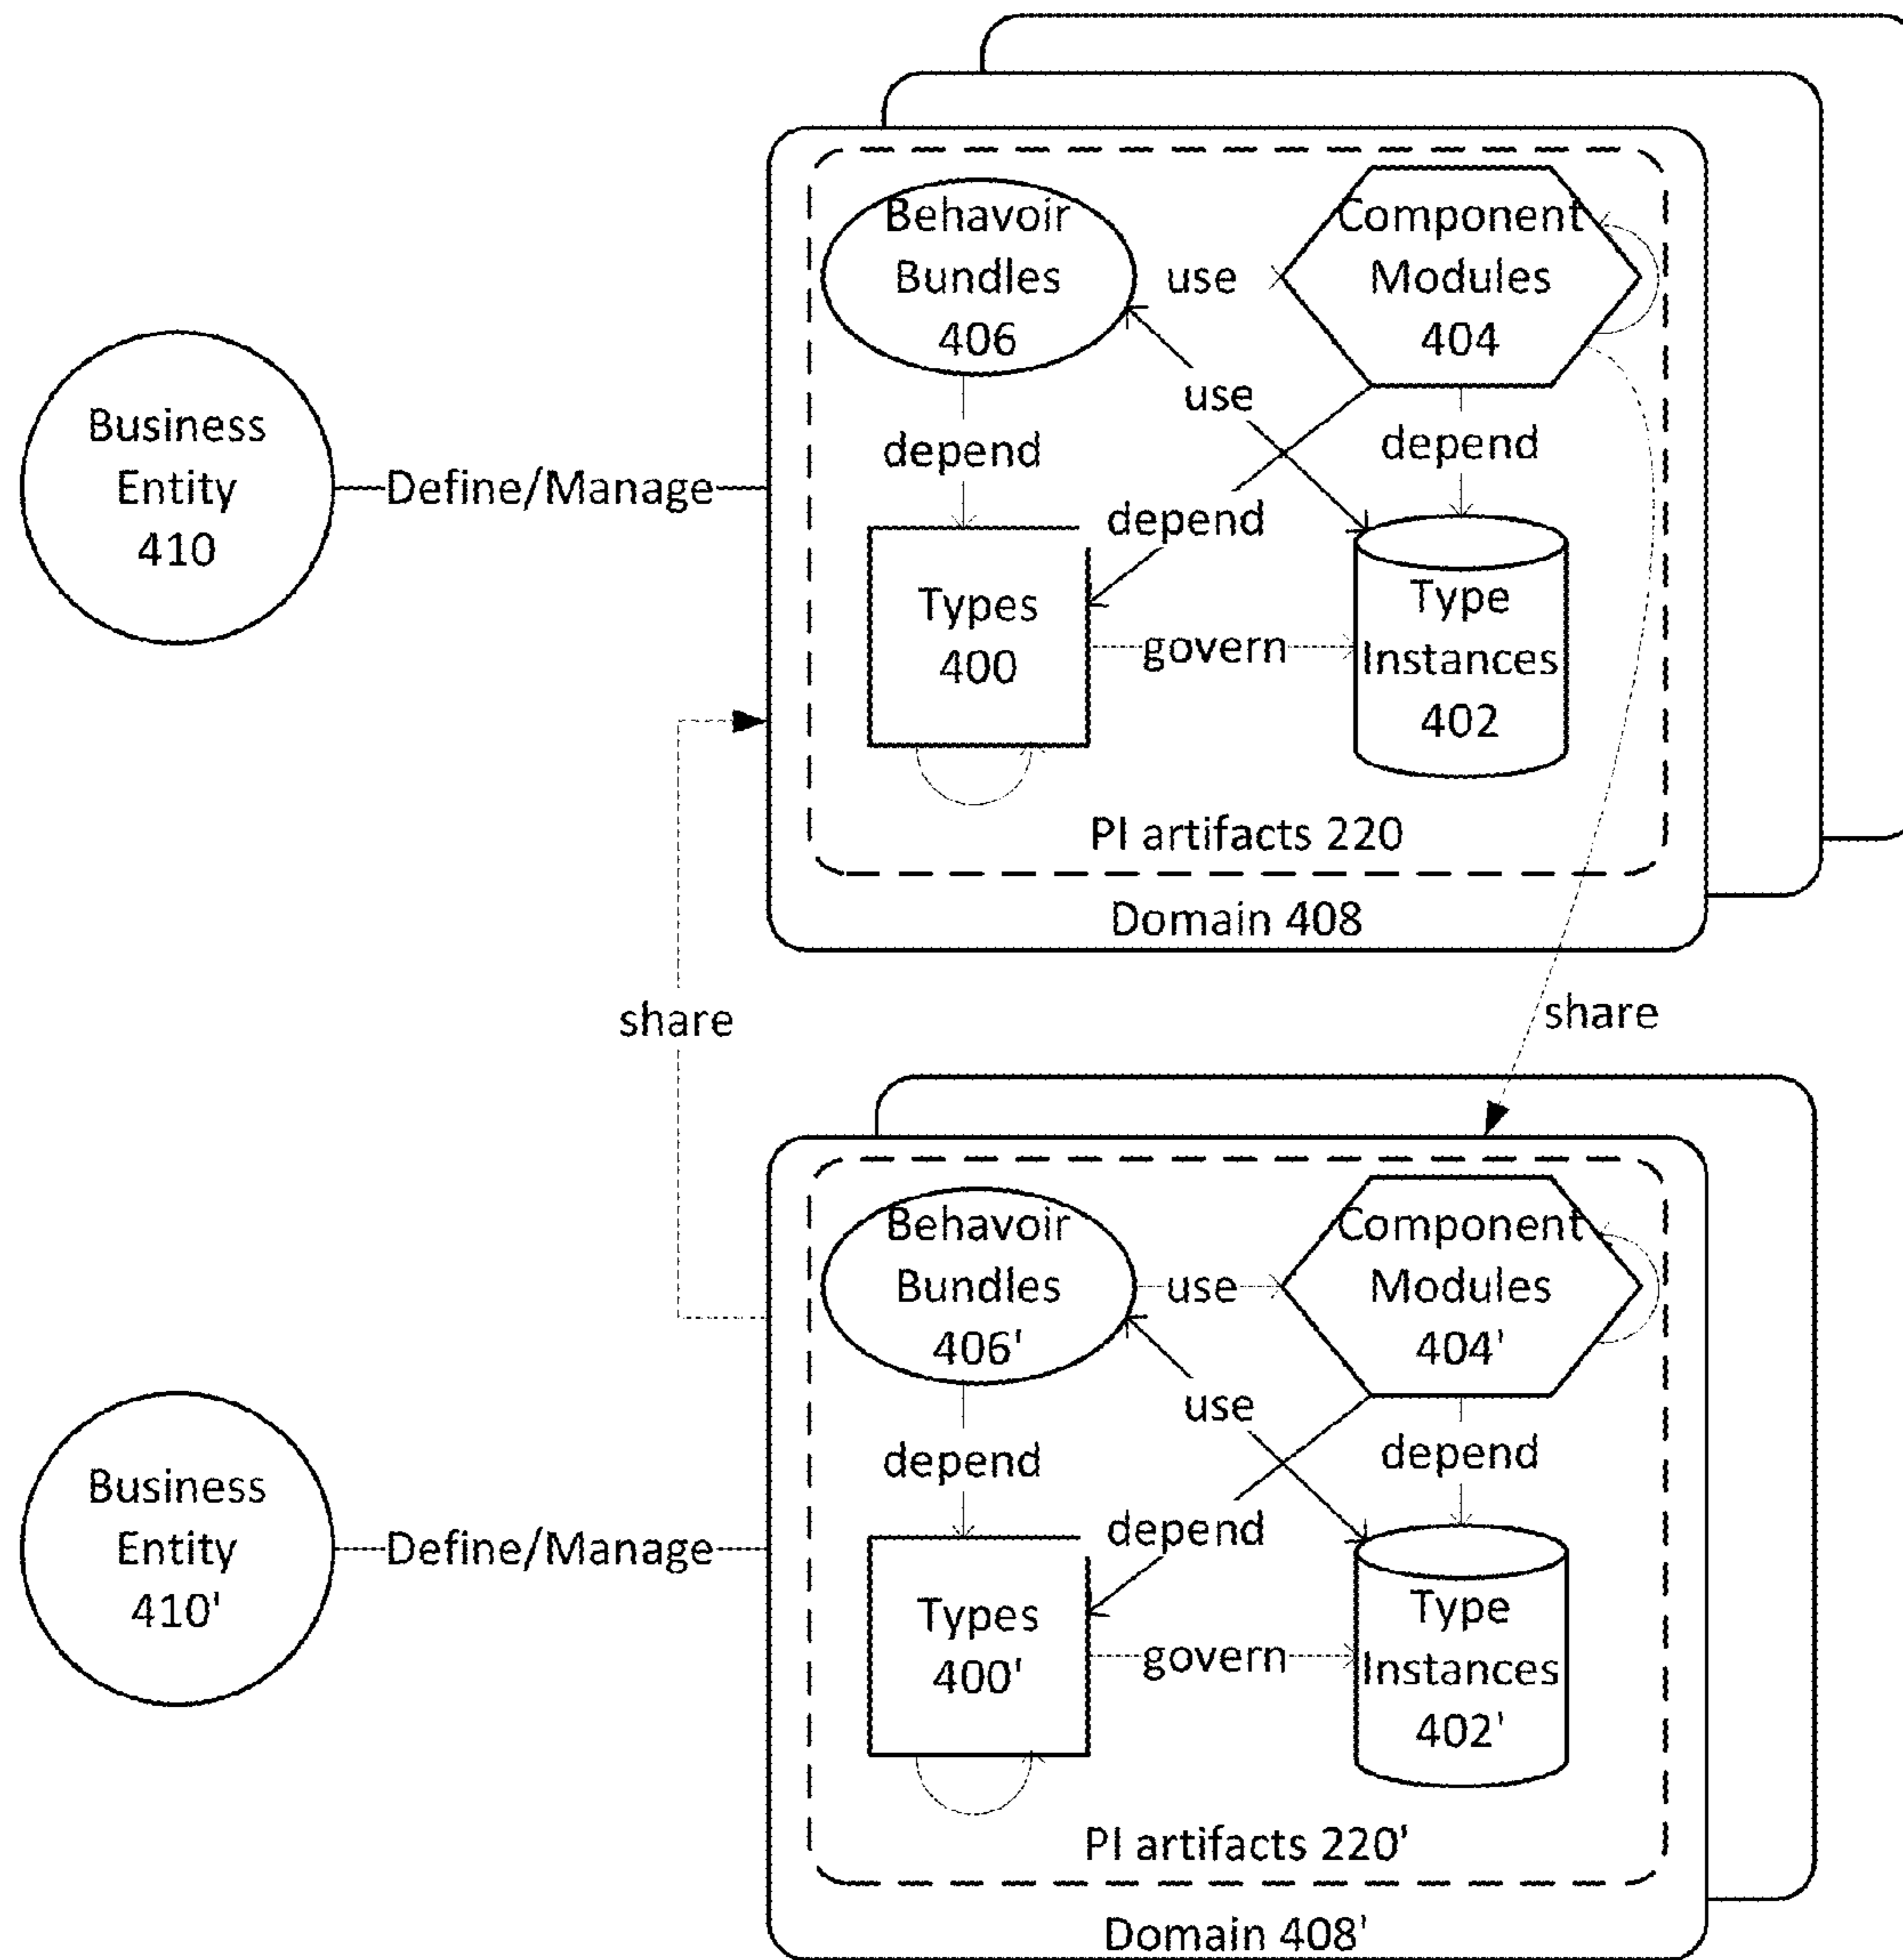 Behavoir
Bundles
406
use
Component
Modules
404
use
depend
depend
depend
Business
Entity
410
Define/Manage
Types
400
govern
Type
Instances
402
PI artifacts 220
Domain 408
share
share
Behavoir
Bundles
406'
use
Component
Modules
404'
use
depend
depend
depend
Business
Entity
410'
Define/Manage
Types
400'
govern
Type
Instances
402'
PI artifacts 220'
Domain 408'